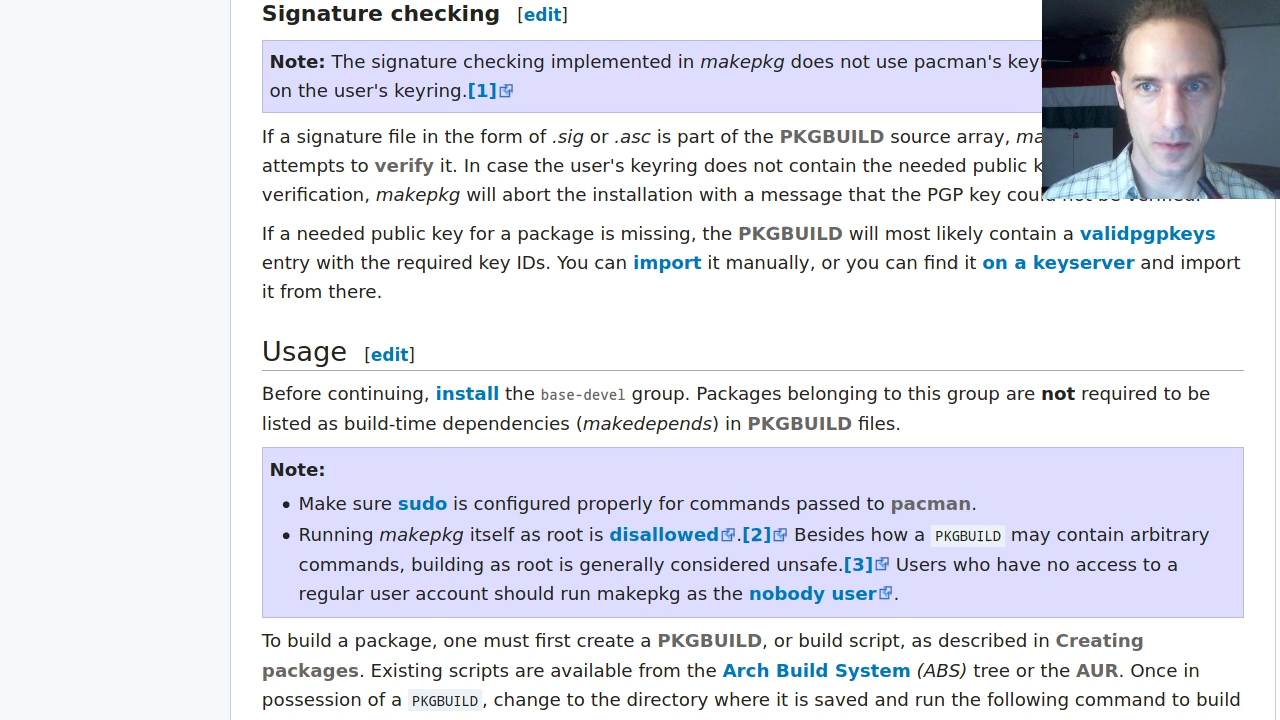 Signature checking [edit]
Note: The signature checking implemented in makepkg does not use pacman's
on the user's keyring.[1]
If a signature file in the form of .sig or .asc is part of the PKGBUILD source array,
attempts to verify it. In case the user's keyring does not contain the needed public
verification, makepkg will abort the installation with a message that the PGP key could not be verified.
If a needed public key for a package is missing, the PKGBUILD will most likely contain a validpgpkeys
entry with the required key IDs. You can import it manually, or you can find it on a keyserver and import
it from there.
Usage [edit]
Before continuing, install the base-devel group. Packages belonging to this group are not required to be
listed as build-time dependencies (makedepends) in PKGBUILD files.
Note:
• Make sure sudo is configured properly for commands passed to pacman.
• Running makepkg itself as root is disallowed.[2] Besides how a PKGBUILD may contain arbitrary
commands, building as root is generally considered unsafe.[3] Users who have no access to a
regular user account should run makepkg as the nobody user.
To build a package, one must first create a PKGBUILD, or build script, as described in Creating
packages. Existing scripts are available from the Arch Build System (ABS) tree or the AUR. Once in
possession of a PKGBUILD, change to the directory where it is saved and run the following command to build